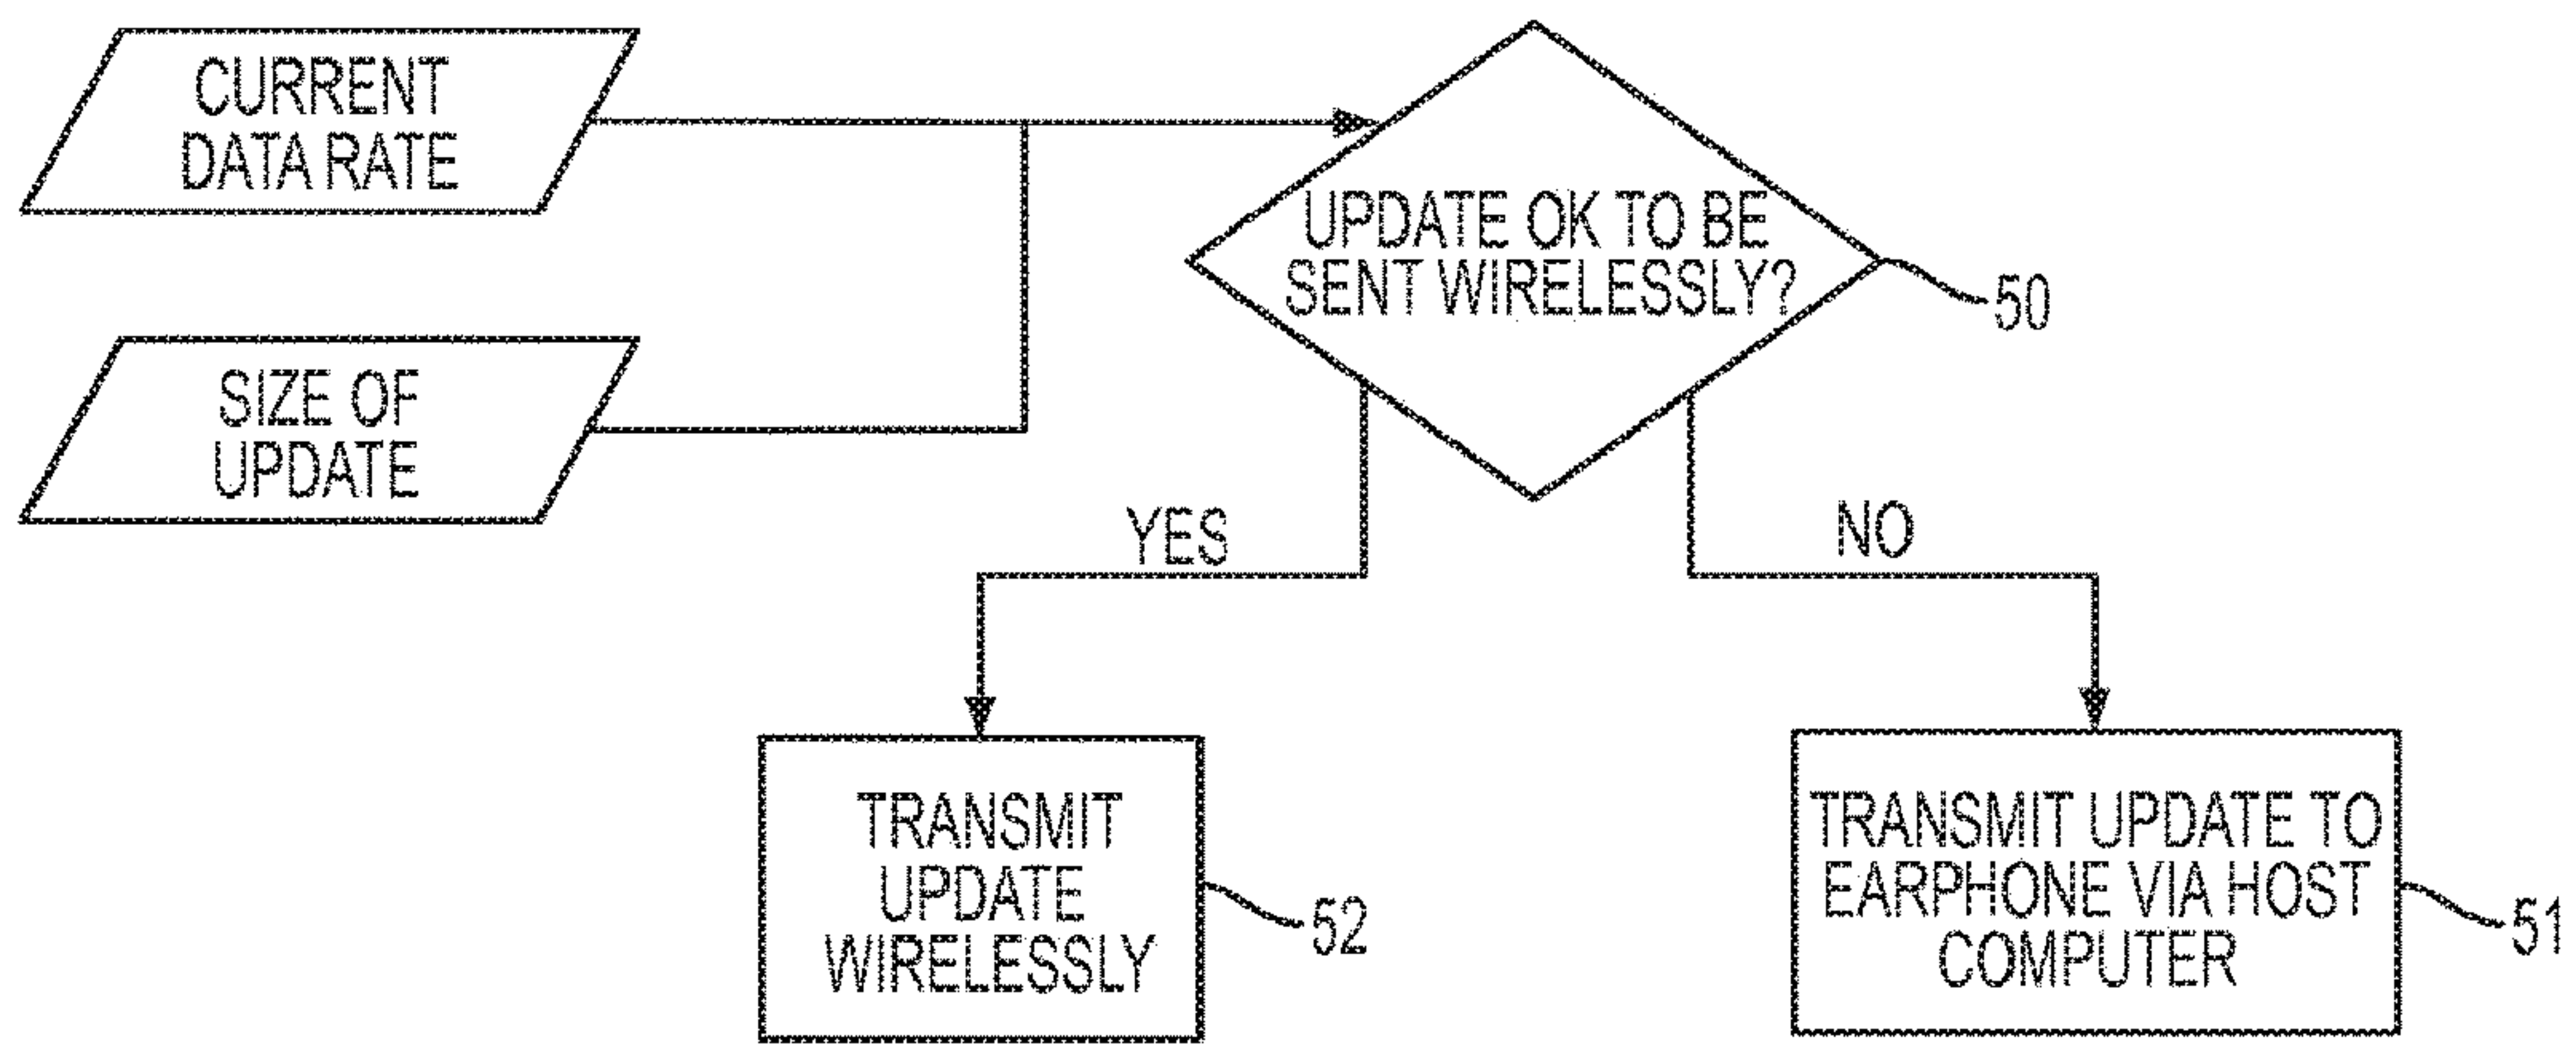 CURRENT
DATA RATE
UPDATE OK TO BE
SENT WIRELESSLY?
50
SIZE OF
UPDATE
YES
NO
TRANSMIT
UPDATE
WIRELESSLY
52
TRANSMIT UPDATE TO
EARPHONE VIA HOST
COMPUTER
51